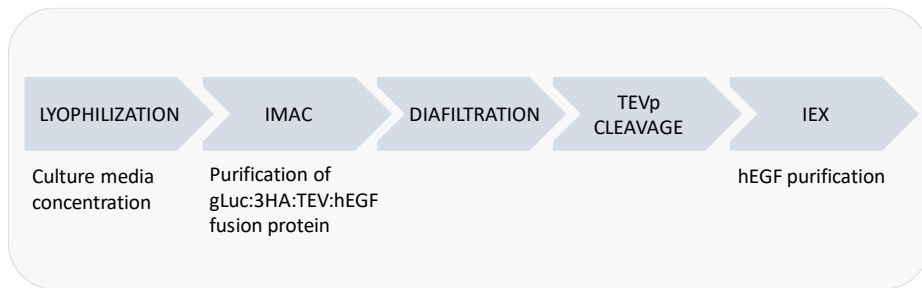 LYOPHILIZATION
IMAC
DIAFILTRATION
TEVp
CLEAVAGE
IEX
Culture media
concentration
Purification of
gLuc:3HA:TEV:hEGF
fusion protein
hEGF purification